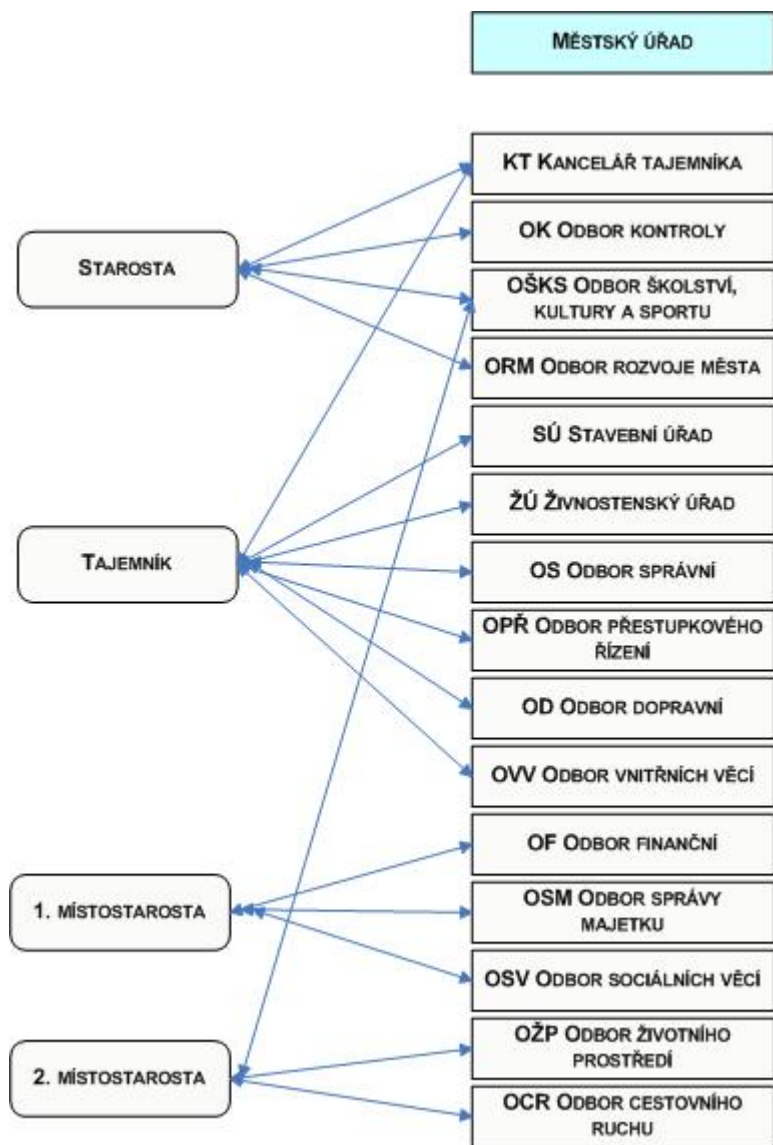 MĚSTSKÝ ÚŘAD
KT KANCELÁŘ TAJEMNÍKA
OK ODBOR KONTROLY
STAROSTA
OŠKS ODBOR ŠKOLSTVÍ,
KULTURY A SPORTU
ORM ODBOR ROZVOJE MĚSTA
SÚ STAVEBNÍ ÚŘAD
ŽÚ ŽIVNOSTENSKÝ ÚŘAD
TAJEMNÍK
OS ODBOR SPRÁVNÍ
OPŘ ODBOR PŘESTUPKOVÉHO
ŘÍZENÍ
OD ODBOR DOPRAVNÍ
OVV ODBOR VNITŘNÍCH VĚCÍ
OF ODBOR FINANČNÍ
1. MÍSTOSTAROSTA
OSM ODBOR SPRÁVY
MAJETKU
OSV ODBOR SOCIÁLNÍCH VĚCÍ
OŽP ODBOR ŽIVOTNÍHO
PROSTŘEDÍ
2. MÍSTOSTAROSTA
OCR ODBOR CESTOVNÍHO
RUCHU